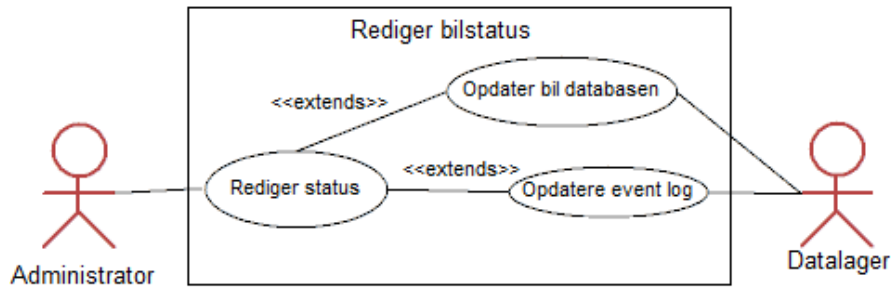 Rediger bilstatus
<<extends>>
Opdater bil databasen
<<extends>>
Rediger status
Opdatere event log
Administrator
Datalager